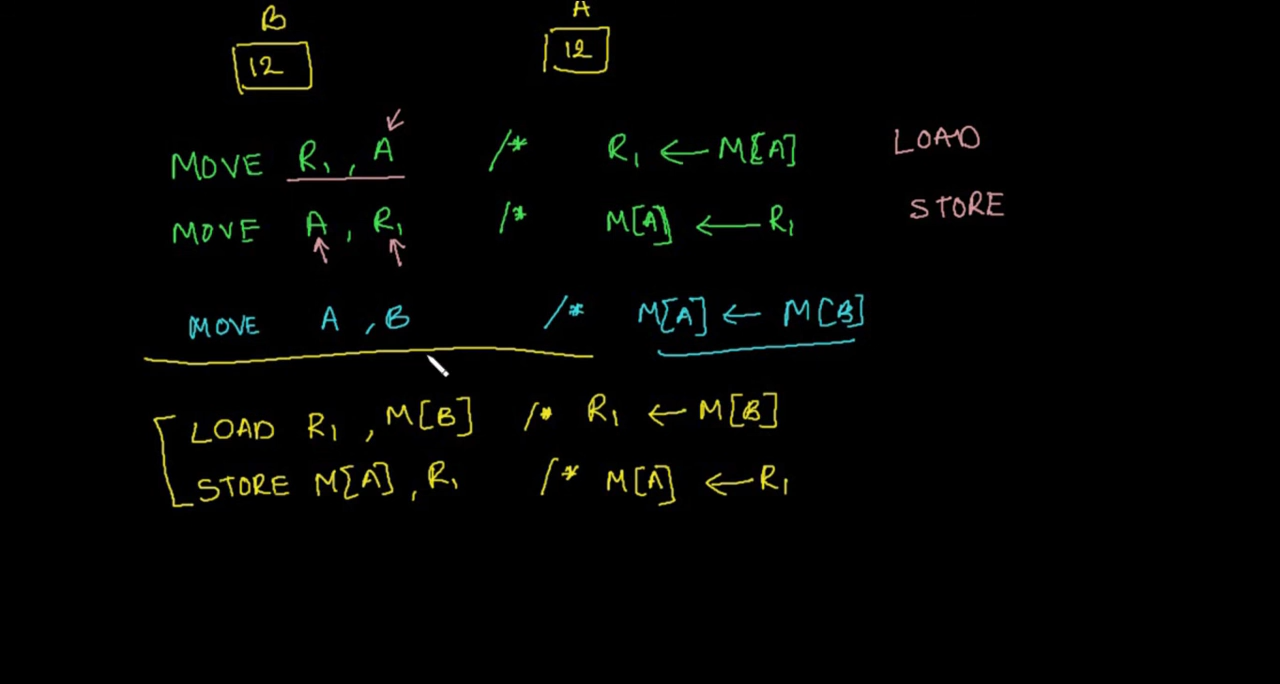 B A
12 12
MOVE R1, A /* R1 ← M[A] LOAD
MOVE A, R1 /* M[A] ← R1 STORE
MOVE A, B /* M[A] ← M[B]
LOAD R1, M[B] /* R1 ← M[B]
STORE M[A], R1 /* M[A] ← R1